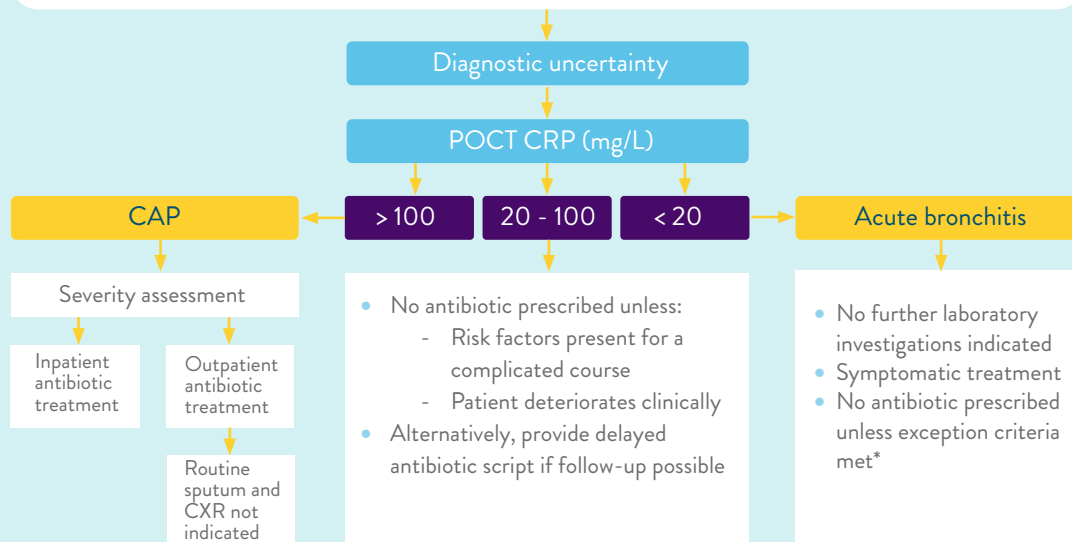 Diagnostic uncertainty
POCT CRP (mg/L)
CAP
> 100
20 - 100
< 20
Acute bronchitis
Severity assessment
Inpatient
antibiotic
treatment
Outpatient
antibiotic
treatment
Routine
sputum and
CXR not
indicated
• No antibiotic prescribed unless:
- Risk factors present for a
complicated course
- Patient deteriorates clinically
• Alternatively, provide delayed
antibiotic script if follow-up possible
• No further laboratory
investigations indicated
• Symptomatic treatment
• No antibiotic prescribed
unless exception criteria
met*